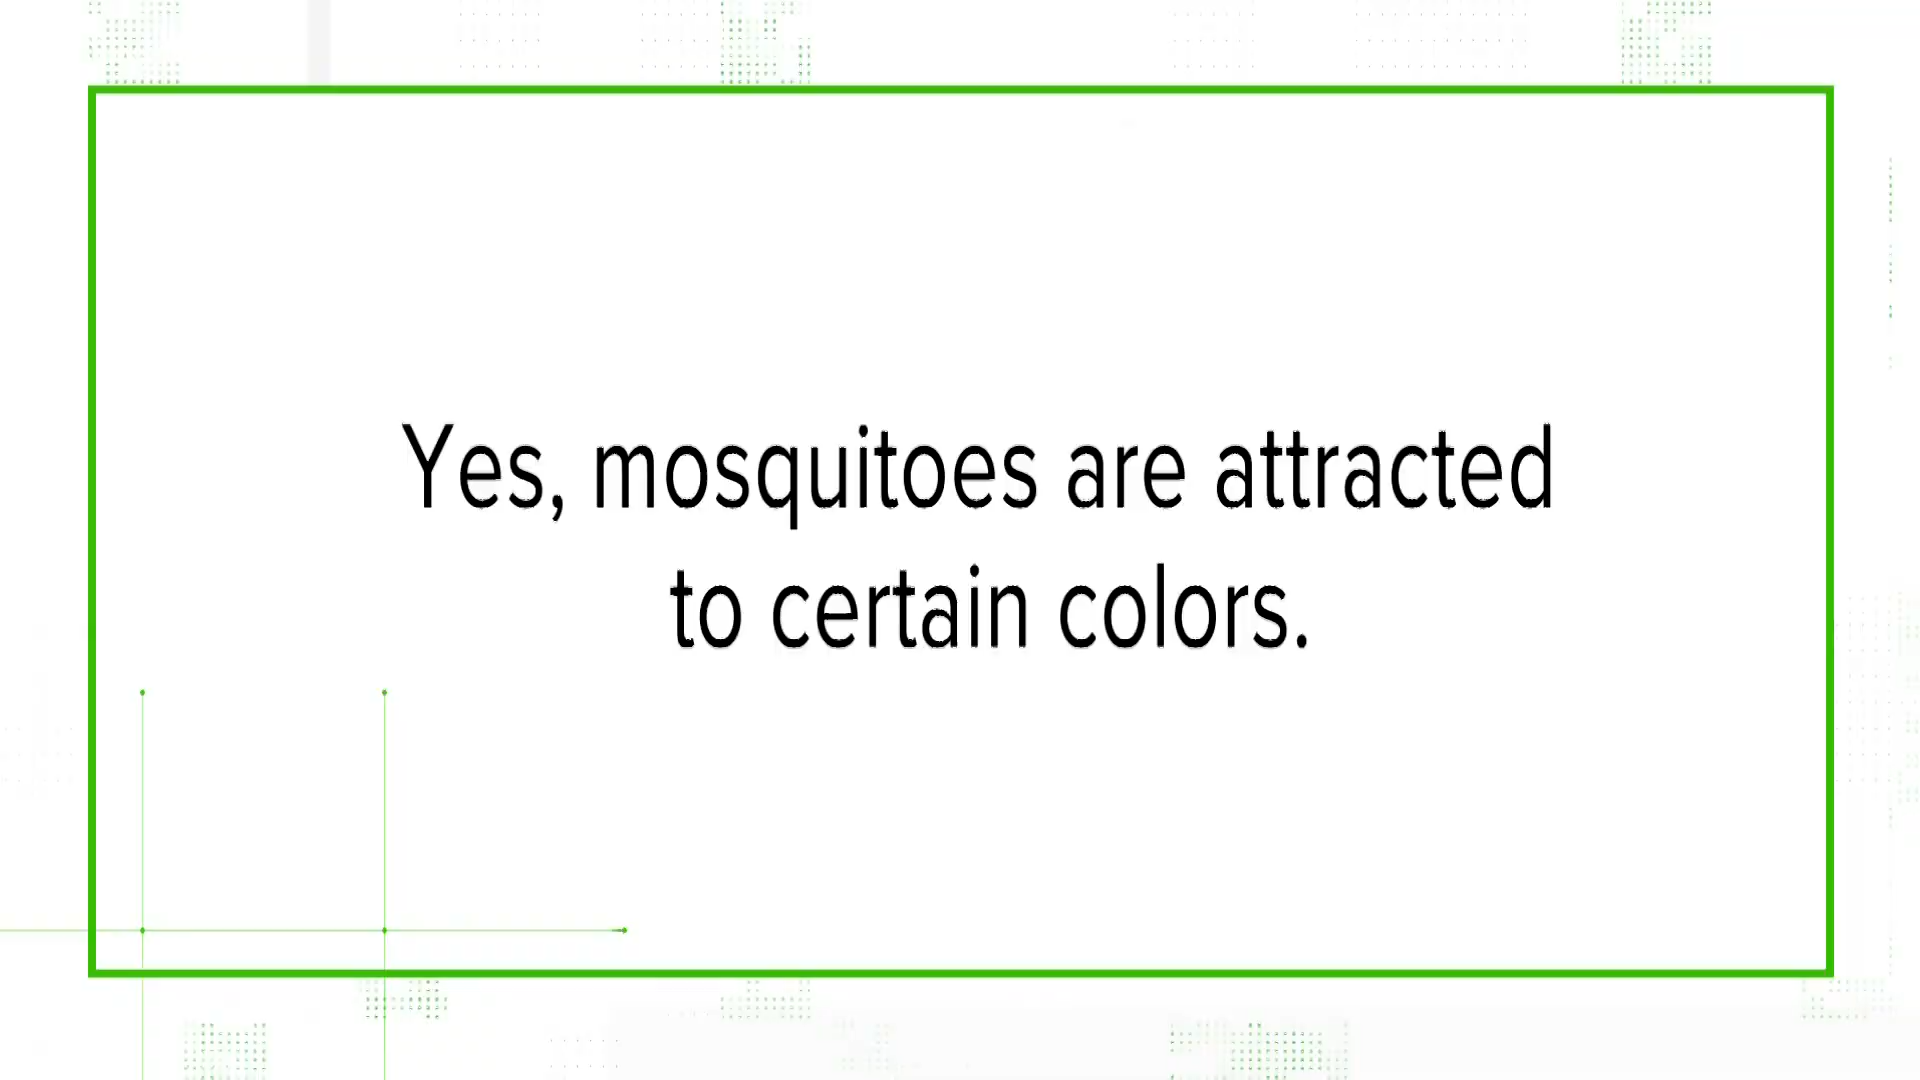 Yes, mosquitoes are attracted
to certain colors.